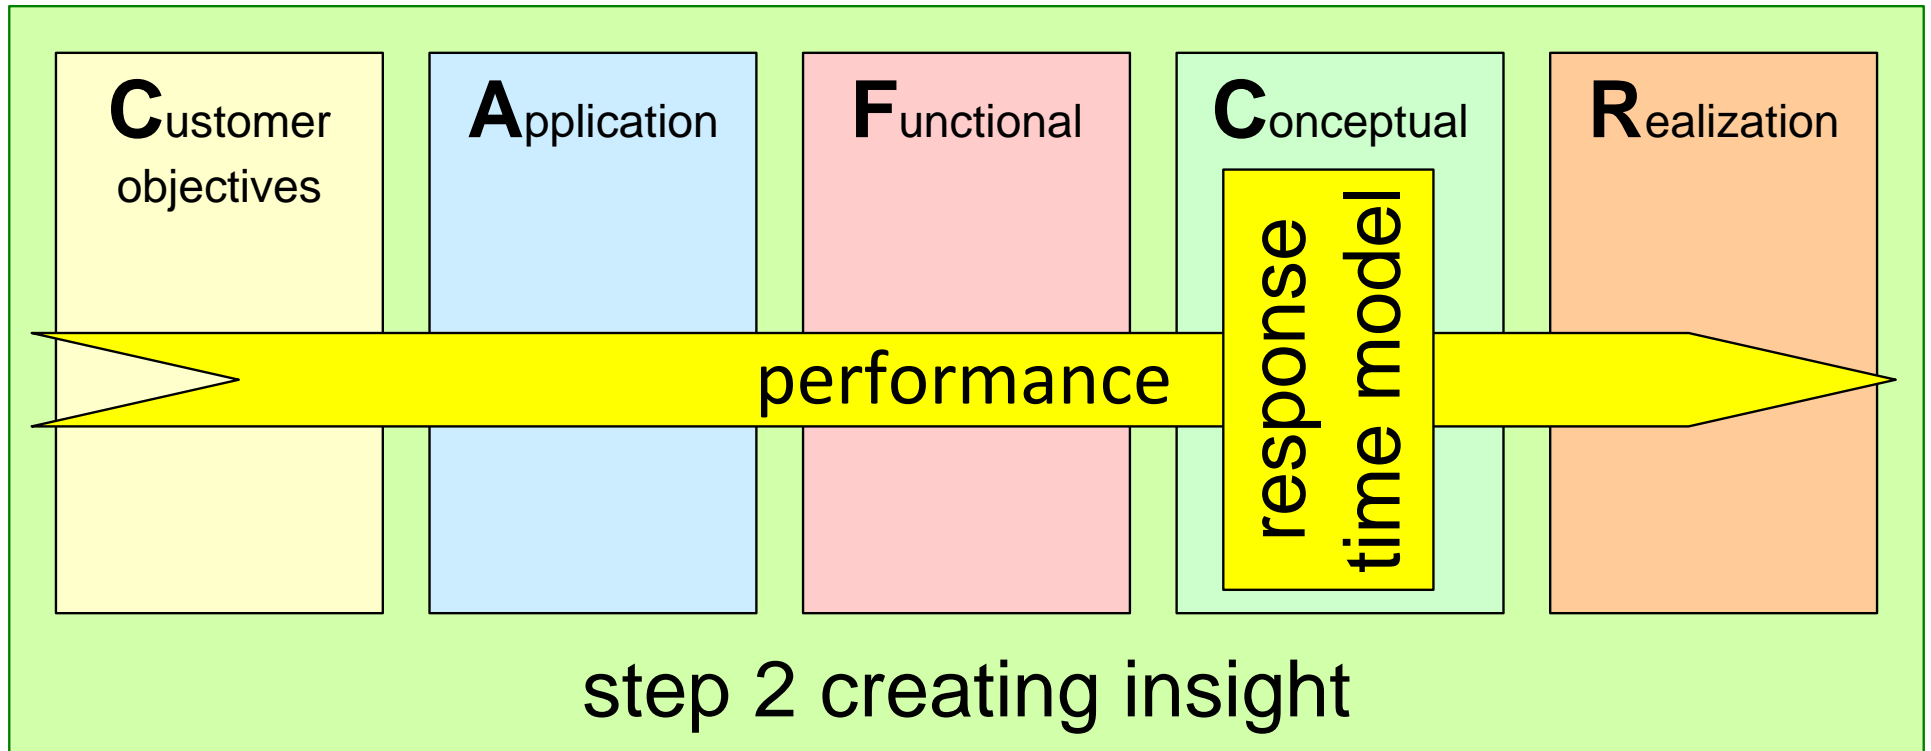 Customer
objectives
Application
Functional
Conceptual
Realization
performance
response
time model
step 2 creating insight